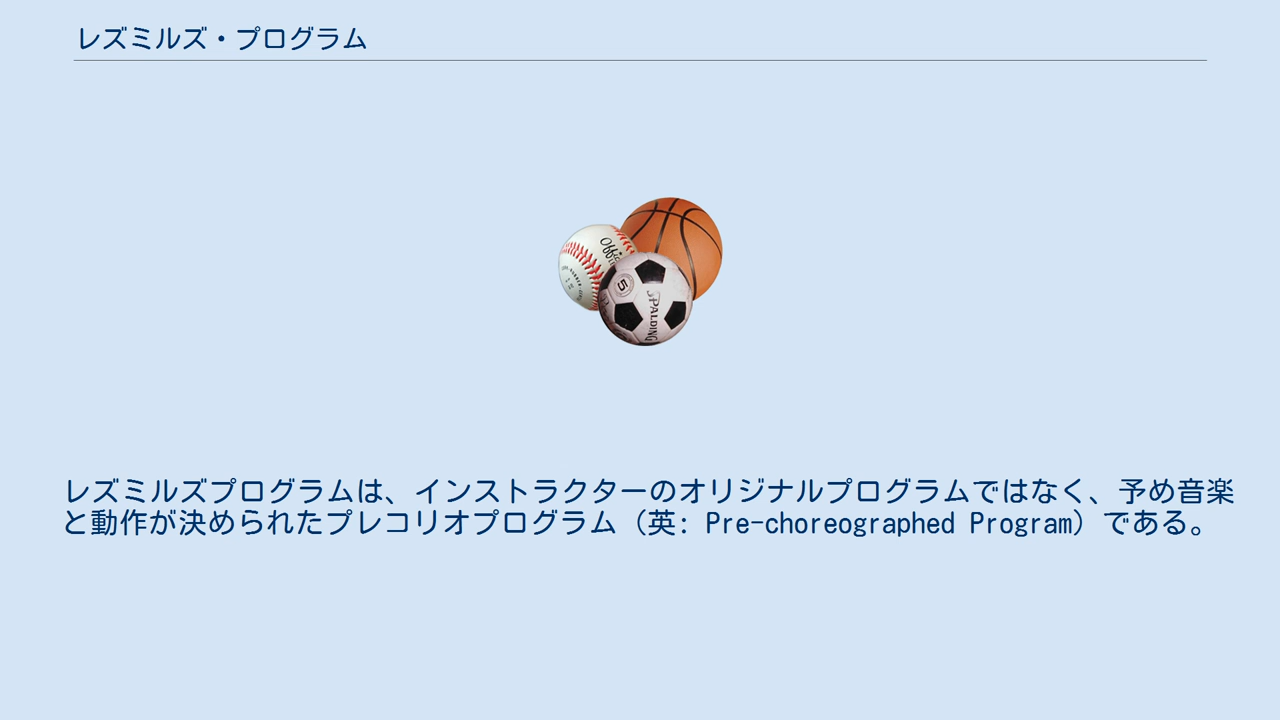 レズミルズ・プログラム
5
SPALDING
レズミルズプログラムは、インストラクターのオリジナルプログラムではなく、予め音楽
と動作が決められたプレコリオプログラム（英: Pre-choreographed Program）である。